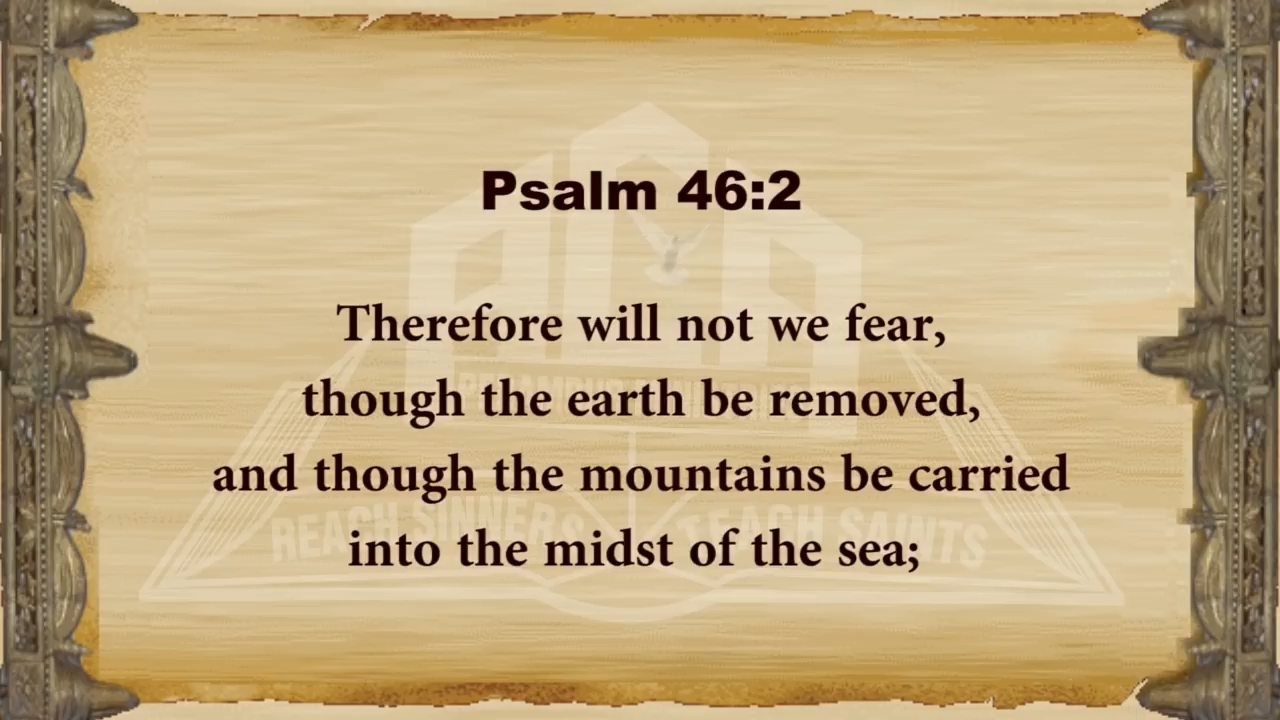 Psalm 46:2
Therefore will not we fear,
though the earth be removed,
and though the mountains be carried
into the midst of the sea;
REACH SINNERS TEACH SAINTS